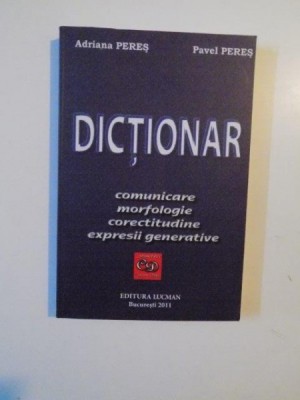 Adriana PEREȘ
Pavel PEREȘ
DICȚIONAR
comunicare
morfologie
corectitudine
expresii generative
EDITURA LUCMAN
București 2011